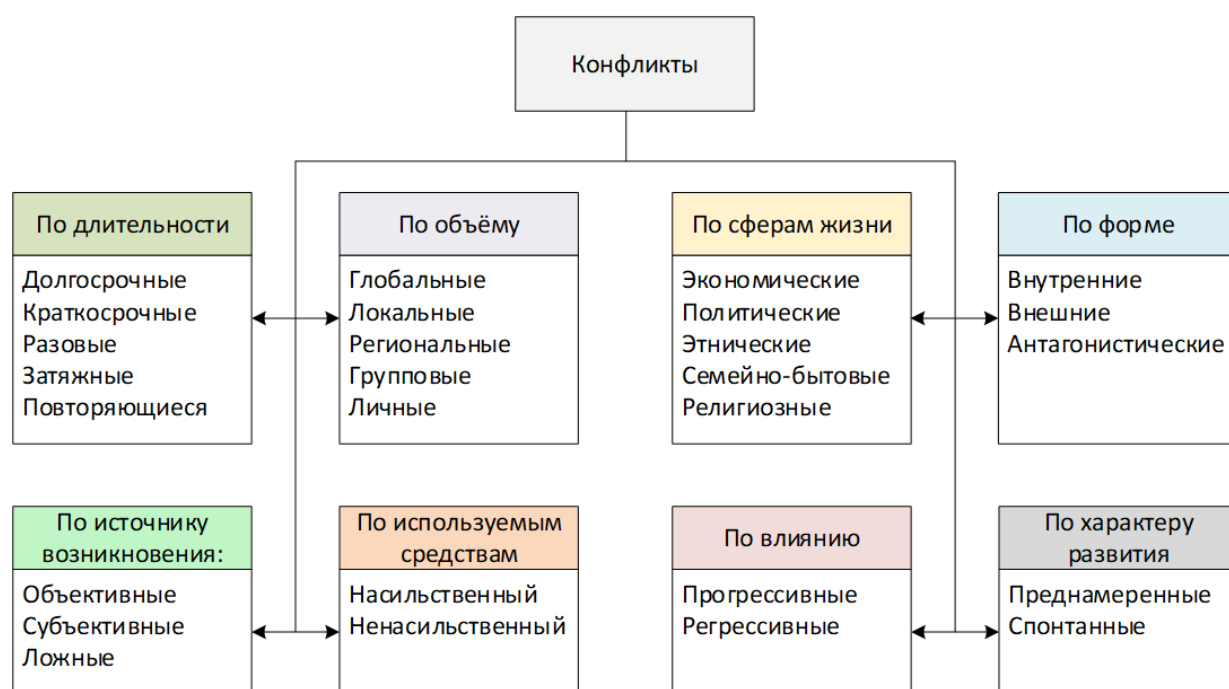 Конфликты
По длительности
Долгосрочные
Краткосрочные
Разовые
Затяжные
Повторяющиеся
По объёму
Глобальные
Локальные
Региональные
Групповые
Личные
По сферам жизни
Экономические
Политические
Этнические
Семейно-бытовые
Религиозные
По форме
Внутренние
Внешние
Антагонистические
По источнику
возникновения:
Объективные
Субъективные
Ложные
По используемым
средствам
Насильственный
Ненасильственный
По влиянию
Прогрессивные
Регрессивные
По характеру
развития
Преднамеренные
Спонтанные